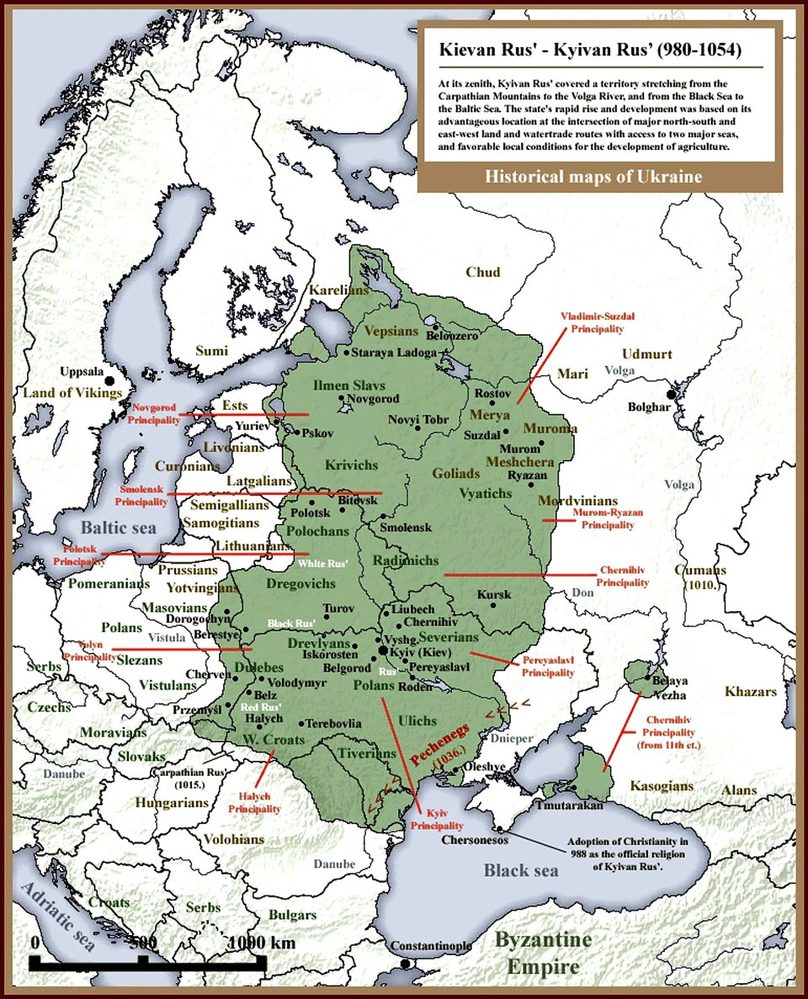 Kievan Rus' - Kyivan Rus’ (980-1054)
At its zenith, Kyivan Rus' covered a territory stretching from the
Carpathian Mountains to the Volga River, and from the Black Sea to
the Baltic Sea. The state's rapid rise and development was based on its
advantageous location at the intersection of major north-south and
east-west land and watertrade routes with access to two major seas,
and favorable local conditions for the development of agriculture.
Historical maps of Ukraine
Chud
Karelians
Vladimir-Suzdal
Principality
Vepsians
Beloozero
Sumi
Staraya Ladoga
Udmurt
Uppsala
Mari
Volga
Land of Vikings
Ilmen Slavs
Novgorod
Rostov
Bolghar
Novgorod
Principality
Ests
Merya
Yuriev
Pskov
Novyi Tobr
Suzdal
Muroma
Livonians
Murom
Curonians
Krivichs
Meshchera
Goliads
Ryazan
Latgalians
Volga
Smolensk
Principality
Vyatichs
Semigallians
Polotsk
Bitevsk
Mordvinians
Samogitians
Smolensk
Murom-Ryazan
Principality
Baltic sea
Polochans
Lithuanians
Polotsk
Principality
White Rus'
Radimichs
Prussians
Chernihiv
Principality
Cumans
(1010.)
Pomeranians
Yotvingians
Dregovichs
Don
Masovians
Dorogochyn
Turov
Liubech
Kursk
Polans
Berestye
Black Rus'
Chernihiv
Vistula
Drevlyans
Vyshg.
Severians
Volyn
Principality
Iskorosten
Kyiv (Kiev)
Serbs
Slezans
Dulebes
Belgorod
Rus'
Pereyaslavl
Pereyaslavl
Principality
Cherven
Volodymyr
Vistulans
Polans
Roden
Belaya
Vezha
Belz
Khazars
Czechs
Przemyśl
Red Rus'
Halych
Terebovlia
Ulichs
Moravians
W. Croats
Pechenegs
(1036.)
Dnieper
Chernihiv
Principality
(from 11th ct.)
Slovaks
Tiverians
Danube
Carpathian Rus'
(1015.)
Oleshye
Kasogians
Alans
Hungarians
Halych
Principality
Tmutarakan
Kyiv
Principality
Volohians
Chersonesos
Adoption of Christianity in
988 as the official religion
of Kyivan Rus’.
Danube
Black sea
Croats
Serbs
Bulgars
Adriatic sea
0 500 1000 km
Constantinople
Byzantine
Empire